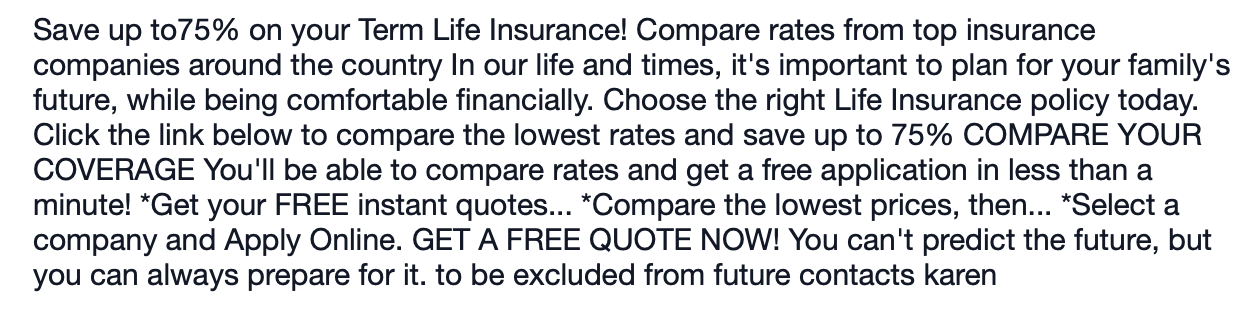 Save up to75% on your Term Life Insurance! Compare rates from top insurance
companies around the country In our life and times, it's important to plan for your family's
future, while being comfortable financially. Choose the right Life Insurance policy today.
Click the link below to compare the lowest rates and save up to 75% COMPARE YOUR
COVERAGE You'll be able to compare rates and get a free application in less than a
minute! *Get your FREE instant quotes... *Compare the lowest prices, then... *Select a
company and Apply Online. GET A FREE QUOTE NOW! You can't predict the future, but
you can always prepare for it. to be excluded from future contacts karen